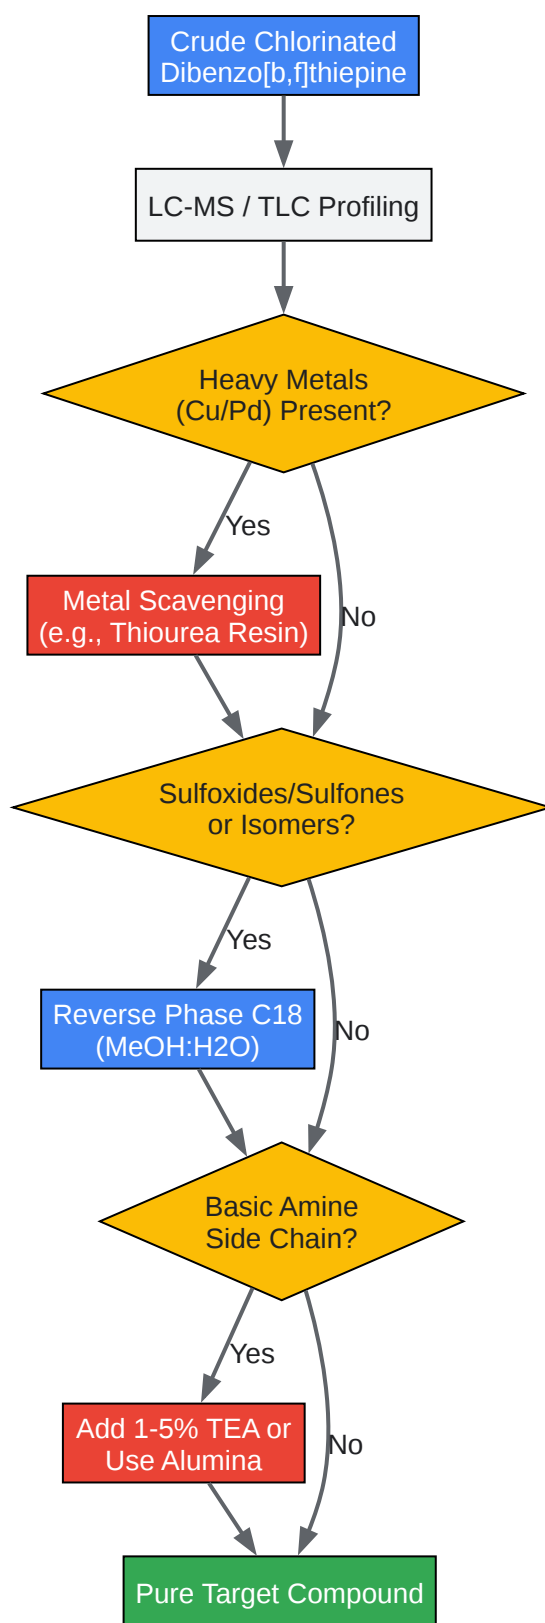 Crude Chlorinated
Dibenzo[b,f]thiepine
LC-MS / TLC Profiling
Heavy Metals
(Cu/Pd) Present?
Yes
Metal Scavenging
(e.g., Thiourea Resin)
No
Sulfoxides/Sulfones
or Isomers?
Yes
Reverse Phase C18
(MeOH:H2O)
No
Basic Amine
Side Chain?
Yes
Add 1-5% TEA or
Use Alumina
No
Pure Target Compound